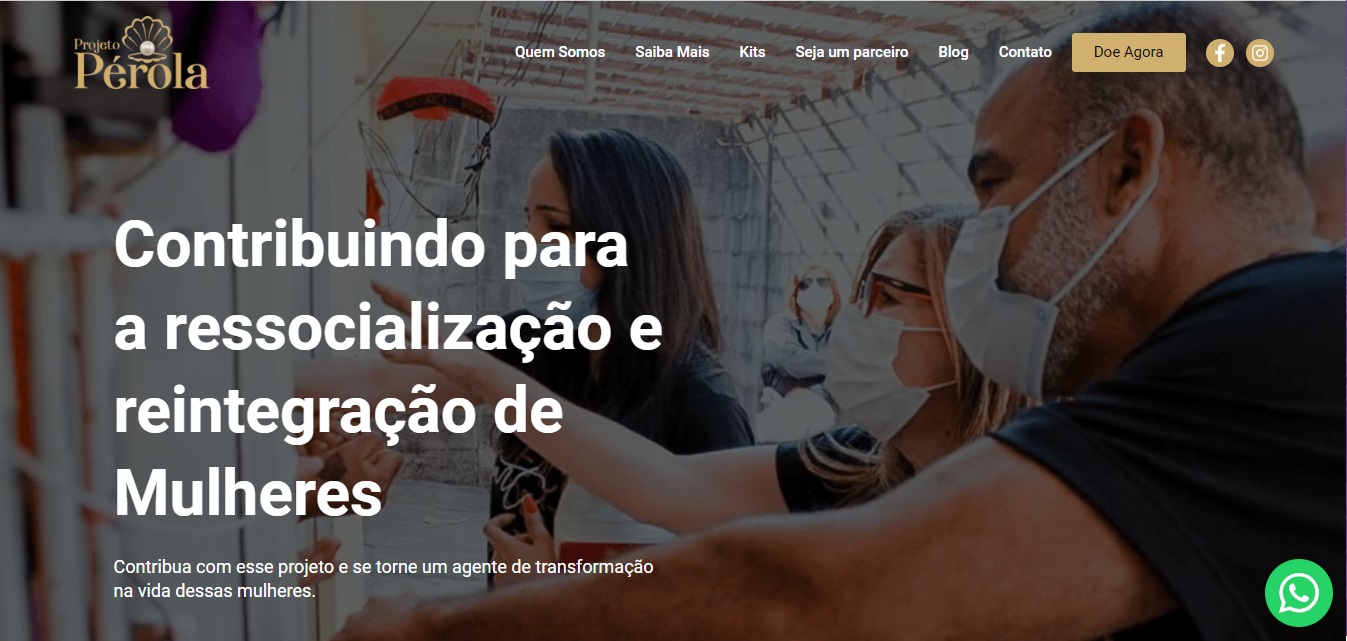 Projeto
Pérola
Quem Somos
Saiba Mais
Kits
Seja um parceiro
Blog
Contato
Doe Agora
Contribuindo para
a ressocialização e
reintegração de
Mulheres
Contribua com esse projeto e se torne um agente de transformação
na vida dessas mulheres.